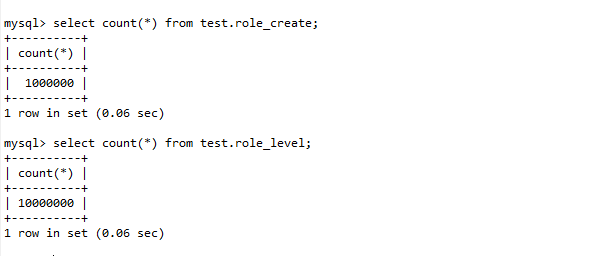 mysql> select count(*) from test.role_create;
+----------+
| count(*) |
+----------+
|  1000000 |
+----------+
1 row in set (0.06 sec)
mysql> select count(*) from test.role_level;
+----------+
| count(*) |
+----------+
| 10000000 |
+----------+
1 row in set (0.06 sec)